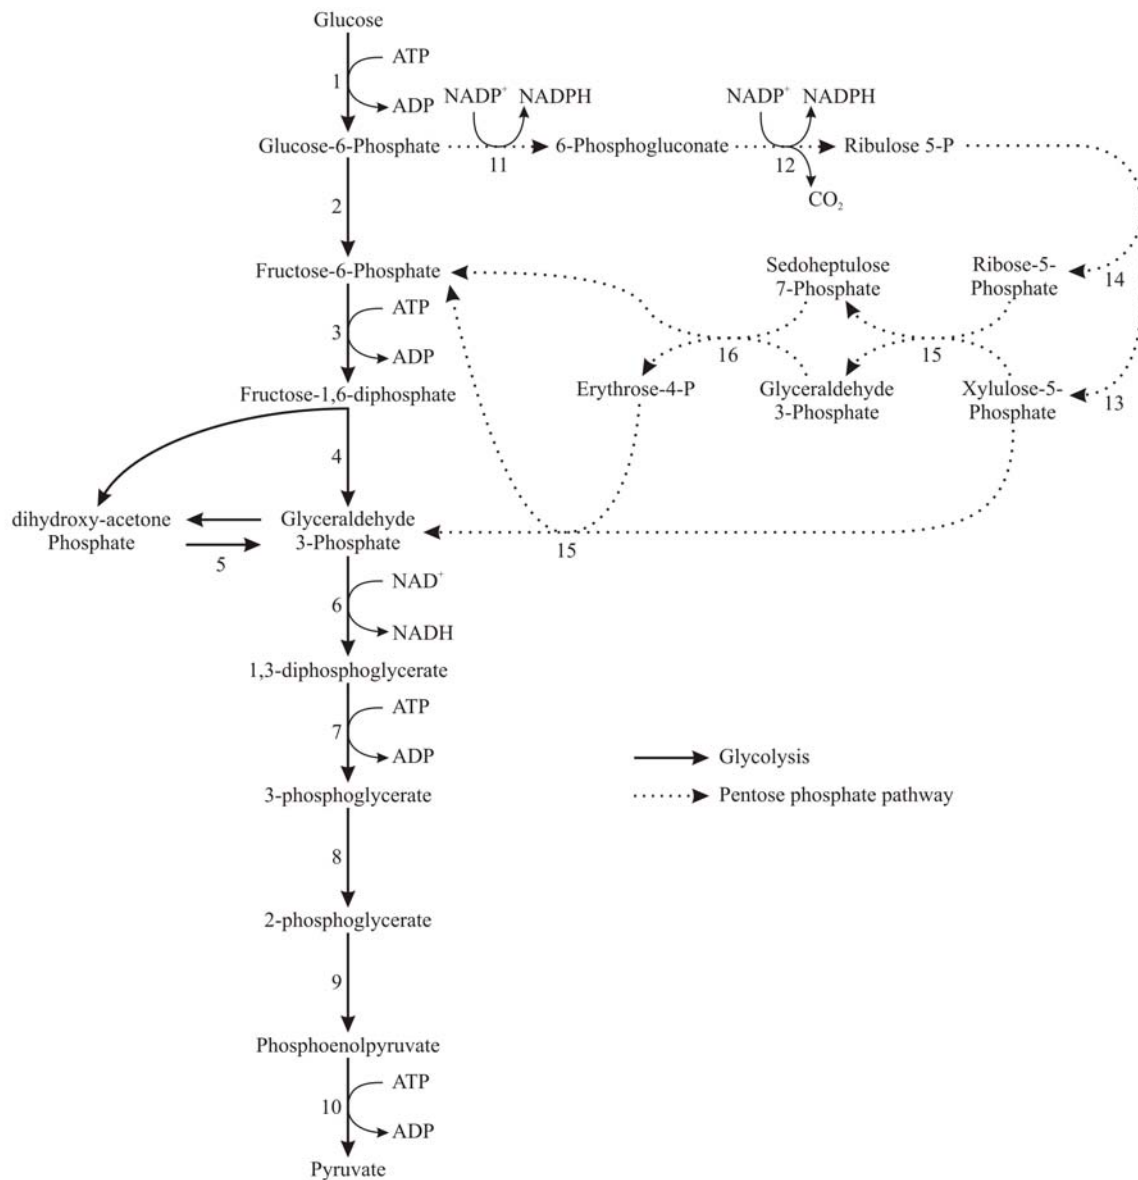 Glucose
ATP
1
ADP
NADP⁺ NADPH
NADP⁺ NADPH
Glucose-6-Phosphate
11
6-Phosphogluconate
12
Ribulose 5-P
CO₂
2
Fructose-6-Phosphate
Sedoheptulose
7-Phosphate
Ribose-5-
Phosphate
14
ATP
3
ADP
16
15
Fructose-1,6-diphosphate
Erythrose-4-P
Glyceraldehyde
3-Phosphate
Xylulose-5-
Phosphate
13
4
dihydroxy-acetone
Phosphate
5
Glyceraldehyde
3-Phosphate
15
NAD⁺
6
NADH
1,3-diphosphoglycerate
ATP
7
ADP
Glycolysis
3-phosphoglycerate
Pentose phosphate pathway
8
2-phosphoglycerate
9
Phosphoenolpyruvate
ATP
10
ADP
Pyruvate